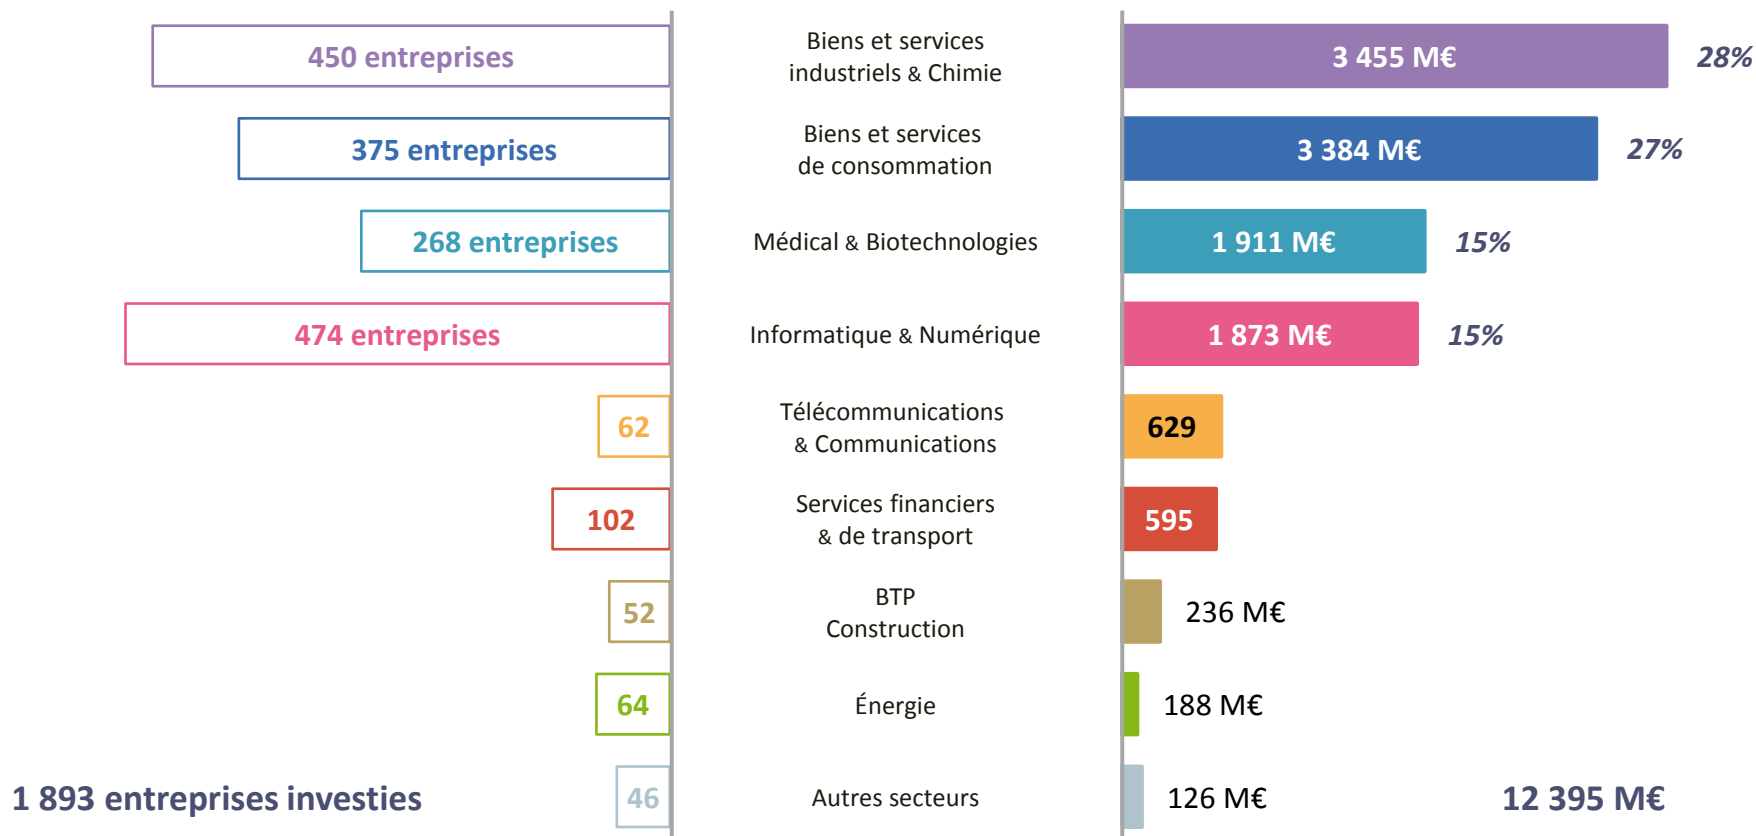 450 entreprises
Biens et services
industriels & Chimie
3 455 M€
28%
375 entreprises
Biens et services
de consommation
3 384 M€
27%
268 entreprises
Médical & Biotechnologies
1 911 M€
15%
474 entreprises
Informatique & Numérique
1 873 M€
15%
62
Télécommunications
& Communications
629
102
Services financiers
& de transport
595
52
BTP
Construction
236 M€
64
Énergie
188 M€
1 893 entreprises investies
46
Autres secteurs
126 M€
12 395 M€